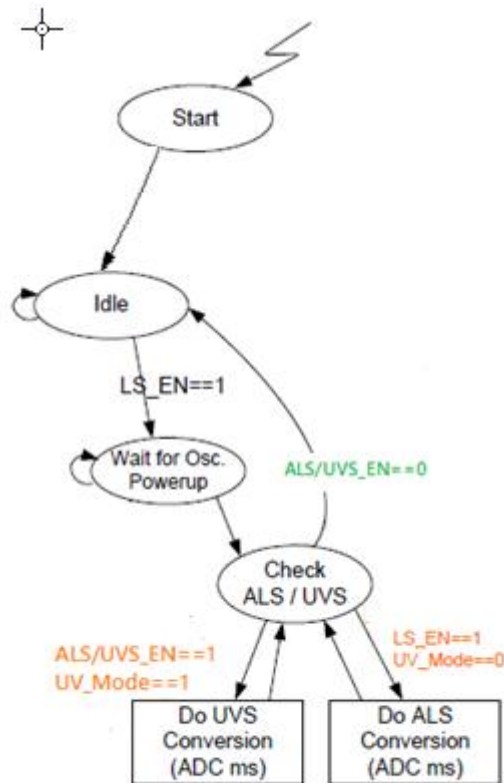 Start
Idle
LS_EN==1
Wait for Osc.
Powerup
ALS/UVS_EN==0
Check
ALS / UVS
ALS/UVS_EN==1
UV_Mode==1
LS_EN==1
UV_Mode==0
Do UVS
Conversion
(ADC ms)
Do ALS
Conversion
(ADC ms)